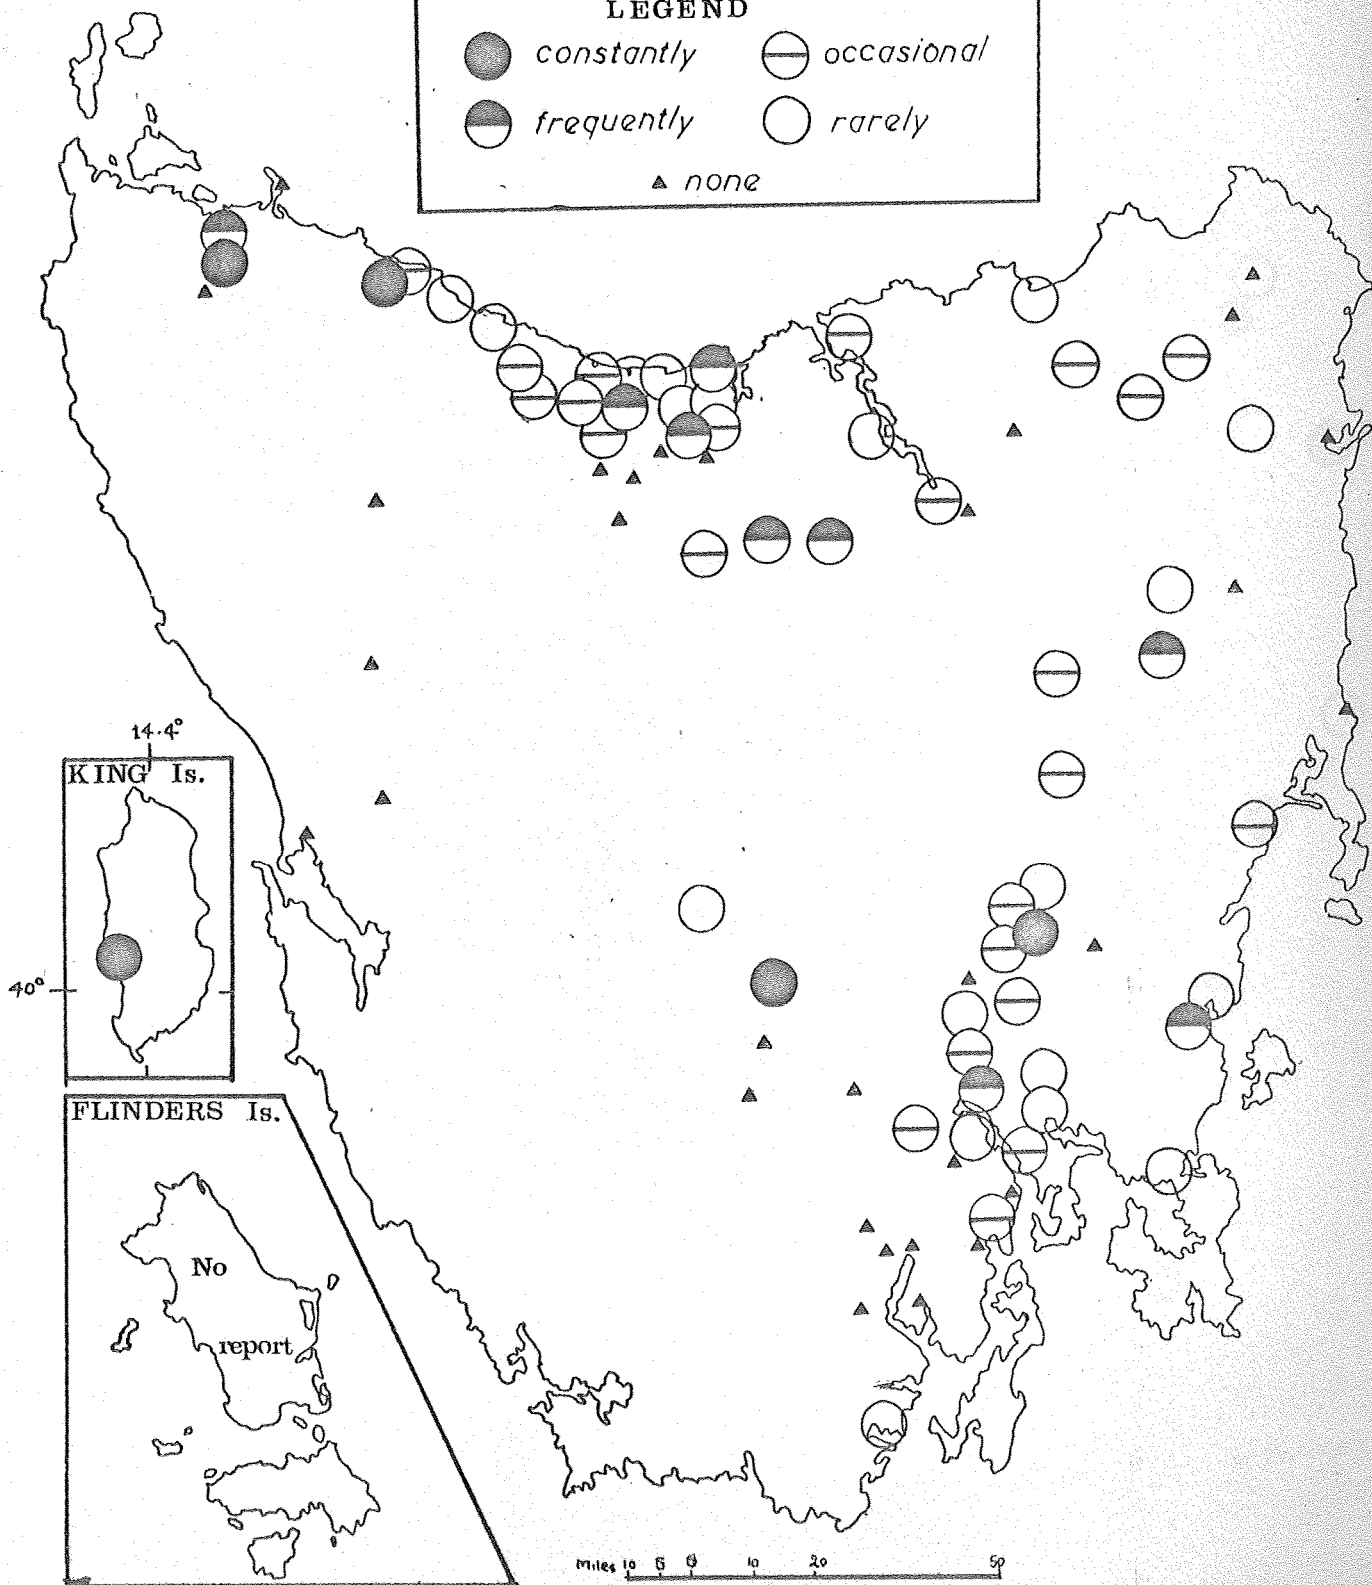 LEGEND
constantly occasional
frequently rarely
none
14.4°
KING Is.
40°
FLINDERS Is.
No
report
Miles 10 5 0 10 20 50